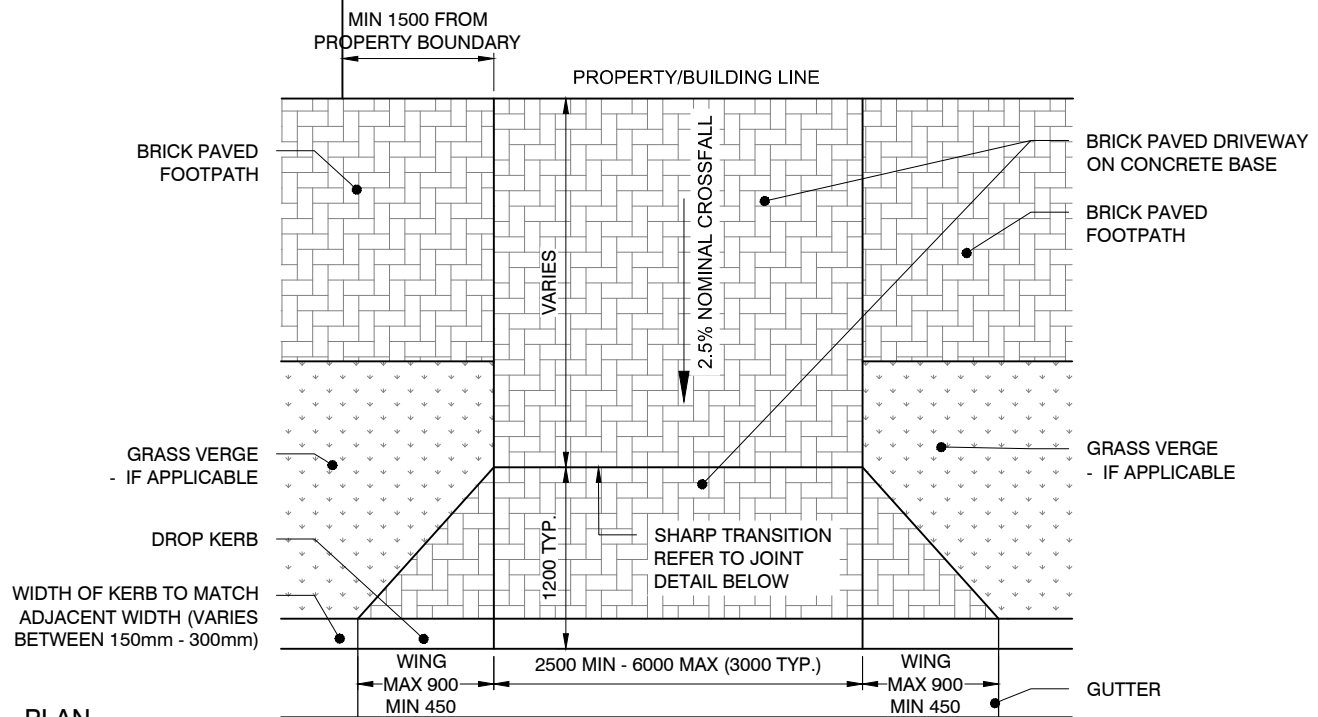 MIN 1500 FROM
PROPERTY BOUNDARY
PROPERTY/BUILDING LINE
BRICK PAVED
FOOTPATH
VARIES
2.5% NOMINAL CROSSFALL
BRICK PAVED DRIVEWAY
ON CONCRETE BASE
BRICK PAVED
FOOTPATH
GRASS VERGE
- IF APPLICABLE
GRASS VERGE
- IF APPLICABLE
DROP KERB
1200 TYP.
SHARP TRANSITION
REFER TO JOINT
DETAIL BELOW
WIDTH OF KERB TO MATCH
ADJACENT WIDTH (VARIES
BETWEEN 150mm - 300mm)
WING
MAX 900
MIN 450
2500 MIN - 6000 MAX (3000 TYP.)
WING
MAX 900
MIN 450
GUTTER
PLAN